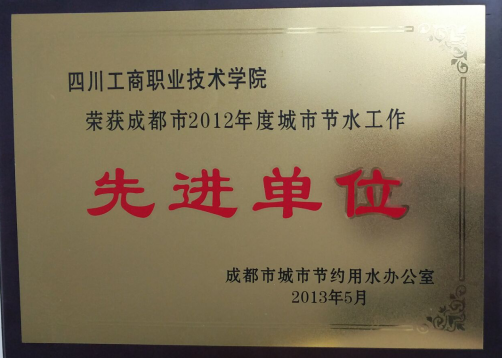 四川工商职业技术学院
荣获成都市2012年度城市节水工作
先进单位
成都市城市节约用水办公室
2013年5月